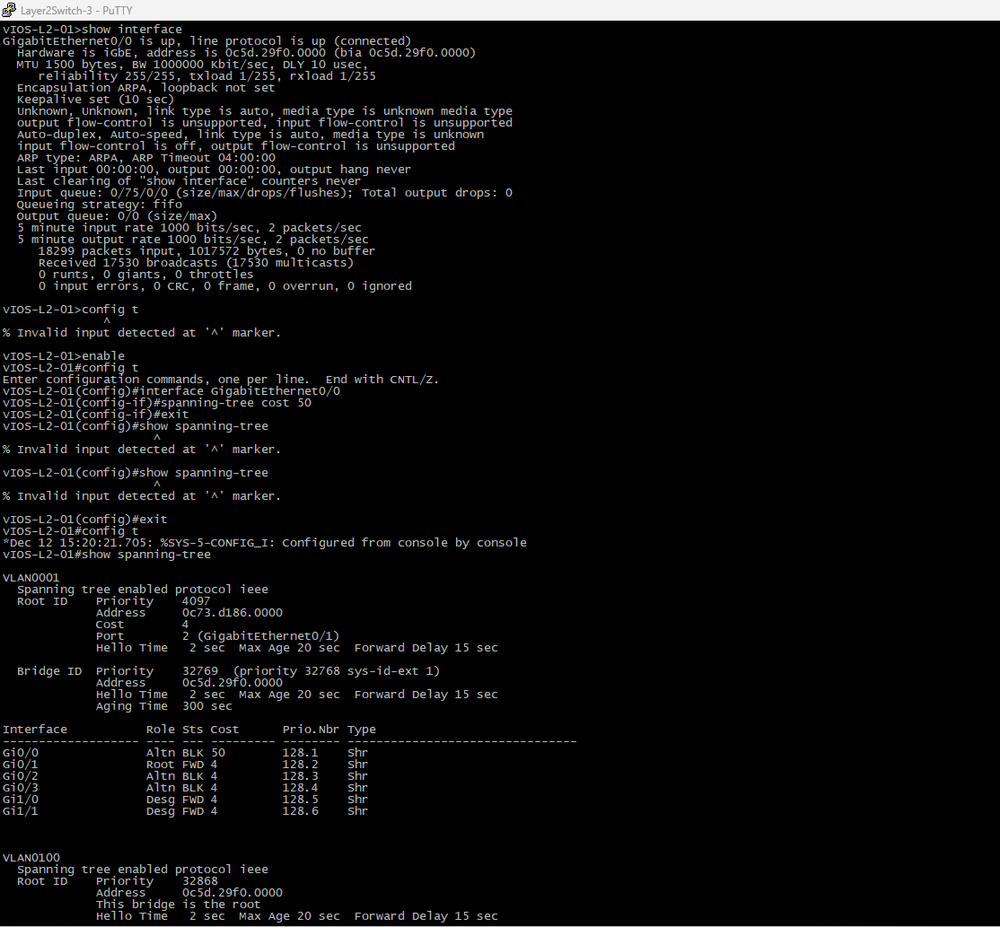 Layer2Switch-3 - PuTTY
vIOS-L2-01>show interface
GigabitEthernet0/0 is up, line protocol is up (connected)
  Hardware is iGbE, address is 0c5d.29f0.0000 (bia 0c5d.29f0.0000)
  MTU 1500 bytes, BW 1000000 Kbit/sec, DLY 10 usec,
     reliability 255/255, txload 1/255, rxload 1/255
  Encapsulation ARPA, loopback not set
  Keepalive set (10 sec)
  Unknown, Unknown, link type is auto, media type is unknown media type
  output flow-control is unsupported, input flow-control is unsupported
  Auto-duplex, Auto-speed, link type is auto, media type is unknown
  input flow-control is off, output flow-control is unsupported
  ARP type: ARPA, ARP Timeout 04:00:00
  Last input 00:00:00, output 00:00:00, output hang never
  Last clearing of "show interface" counters never
  Input queue: 0/75/0/0 (size/max/drops/flushes); Total output drops: 0
  Queueing strategy: fifo
  Output queue: 0/0 (size/max)
  5 minute input rate 1000 bits/sec, 2 packets/sec
  5 minute output rate 1000 bits/sec, 2 packets/sec
     18299 packets input, 1017572 bytes, 0 no buffer
     Received 17530 broadcasts (17530 multicasts)
     0 runts, 0 giants, 0 throttles
     0 input errors, 0 CRC, 0 frame, 0 overrun, 0 ignored
vIOS-L2-01>config t
              ^
% Invalid input detected at '^' marker.
vIOS-L2-01>enable
vIOS-L2-01#config t
Enter configuration commands, one per line.  End with CNTL/Z.
vIOS-L2-01(config)#interface GigabitEthernet0/0
vIOS-L2-01(config-if)#spanning-tree cost 50
vIOS-L2-01(config-if)#exit
vIOS-L2-01(config)#show spanning-tree
                     ^
% Invalid input detected at '^' marker.
vIOS-L2-01(config)#show spanning-tree
                     ^
% Invalid input detected at '^' marker.
vIOS-L2-01(config)#exit
vIOS-L2-01#config t
*Dec 12 15:20:21.705: %SYS-5-CONFIG_I: Configured from console by console
vIOS-L2-01#show spanning-tree
VLAN0001
  Spanning tree enabled protocol ieee
  Root ID    Priority    4097
             Address     0c73.d186.0000
             Cost        4
             Port        2 (GigabitEthernet0/1)
             Hello Time   2 sec  Max Age 20 sec  Forward Delay 15 sec
  Bridge ID  Priority    32769  (priority 32768 sys-id-ext 1)
             Address     0c5d.29f0.0000
             Hello Time   2 sec  Max Age 20 sec  Forward Delay 15 sec
             Aging Time  300 sec
Interface           Role Sts Cost      Prio.Nbr Type
------------------- ---- --- --------- -------- --------------------------------
Gi0/0               Altn BLK 50        128.1    Shr
Gi0/1               Root FWD 4         128.2    Shr
Gi0/2               Altn BLK 4         128.3    Shr
Gi0/3               Altn BLK 4         128.4    Shr
Gi1/0               Desg FWD 4         128.5    Shr
Gi1/1               Desg FWD 4         128.6    Shr
VLAN0100
  Spanning tree enabled protocol ieee
  Root ID    Priority    32868
             Address     0c5d.29f0.0000
             This bridge is the root
             Hello Time   2 sec  Max Age 20 sec  Forward Delay 15 sec